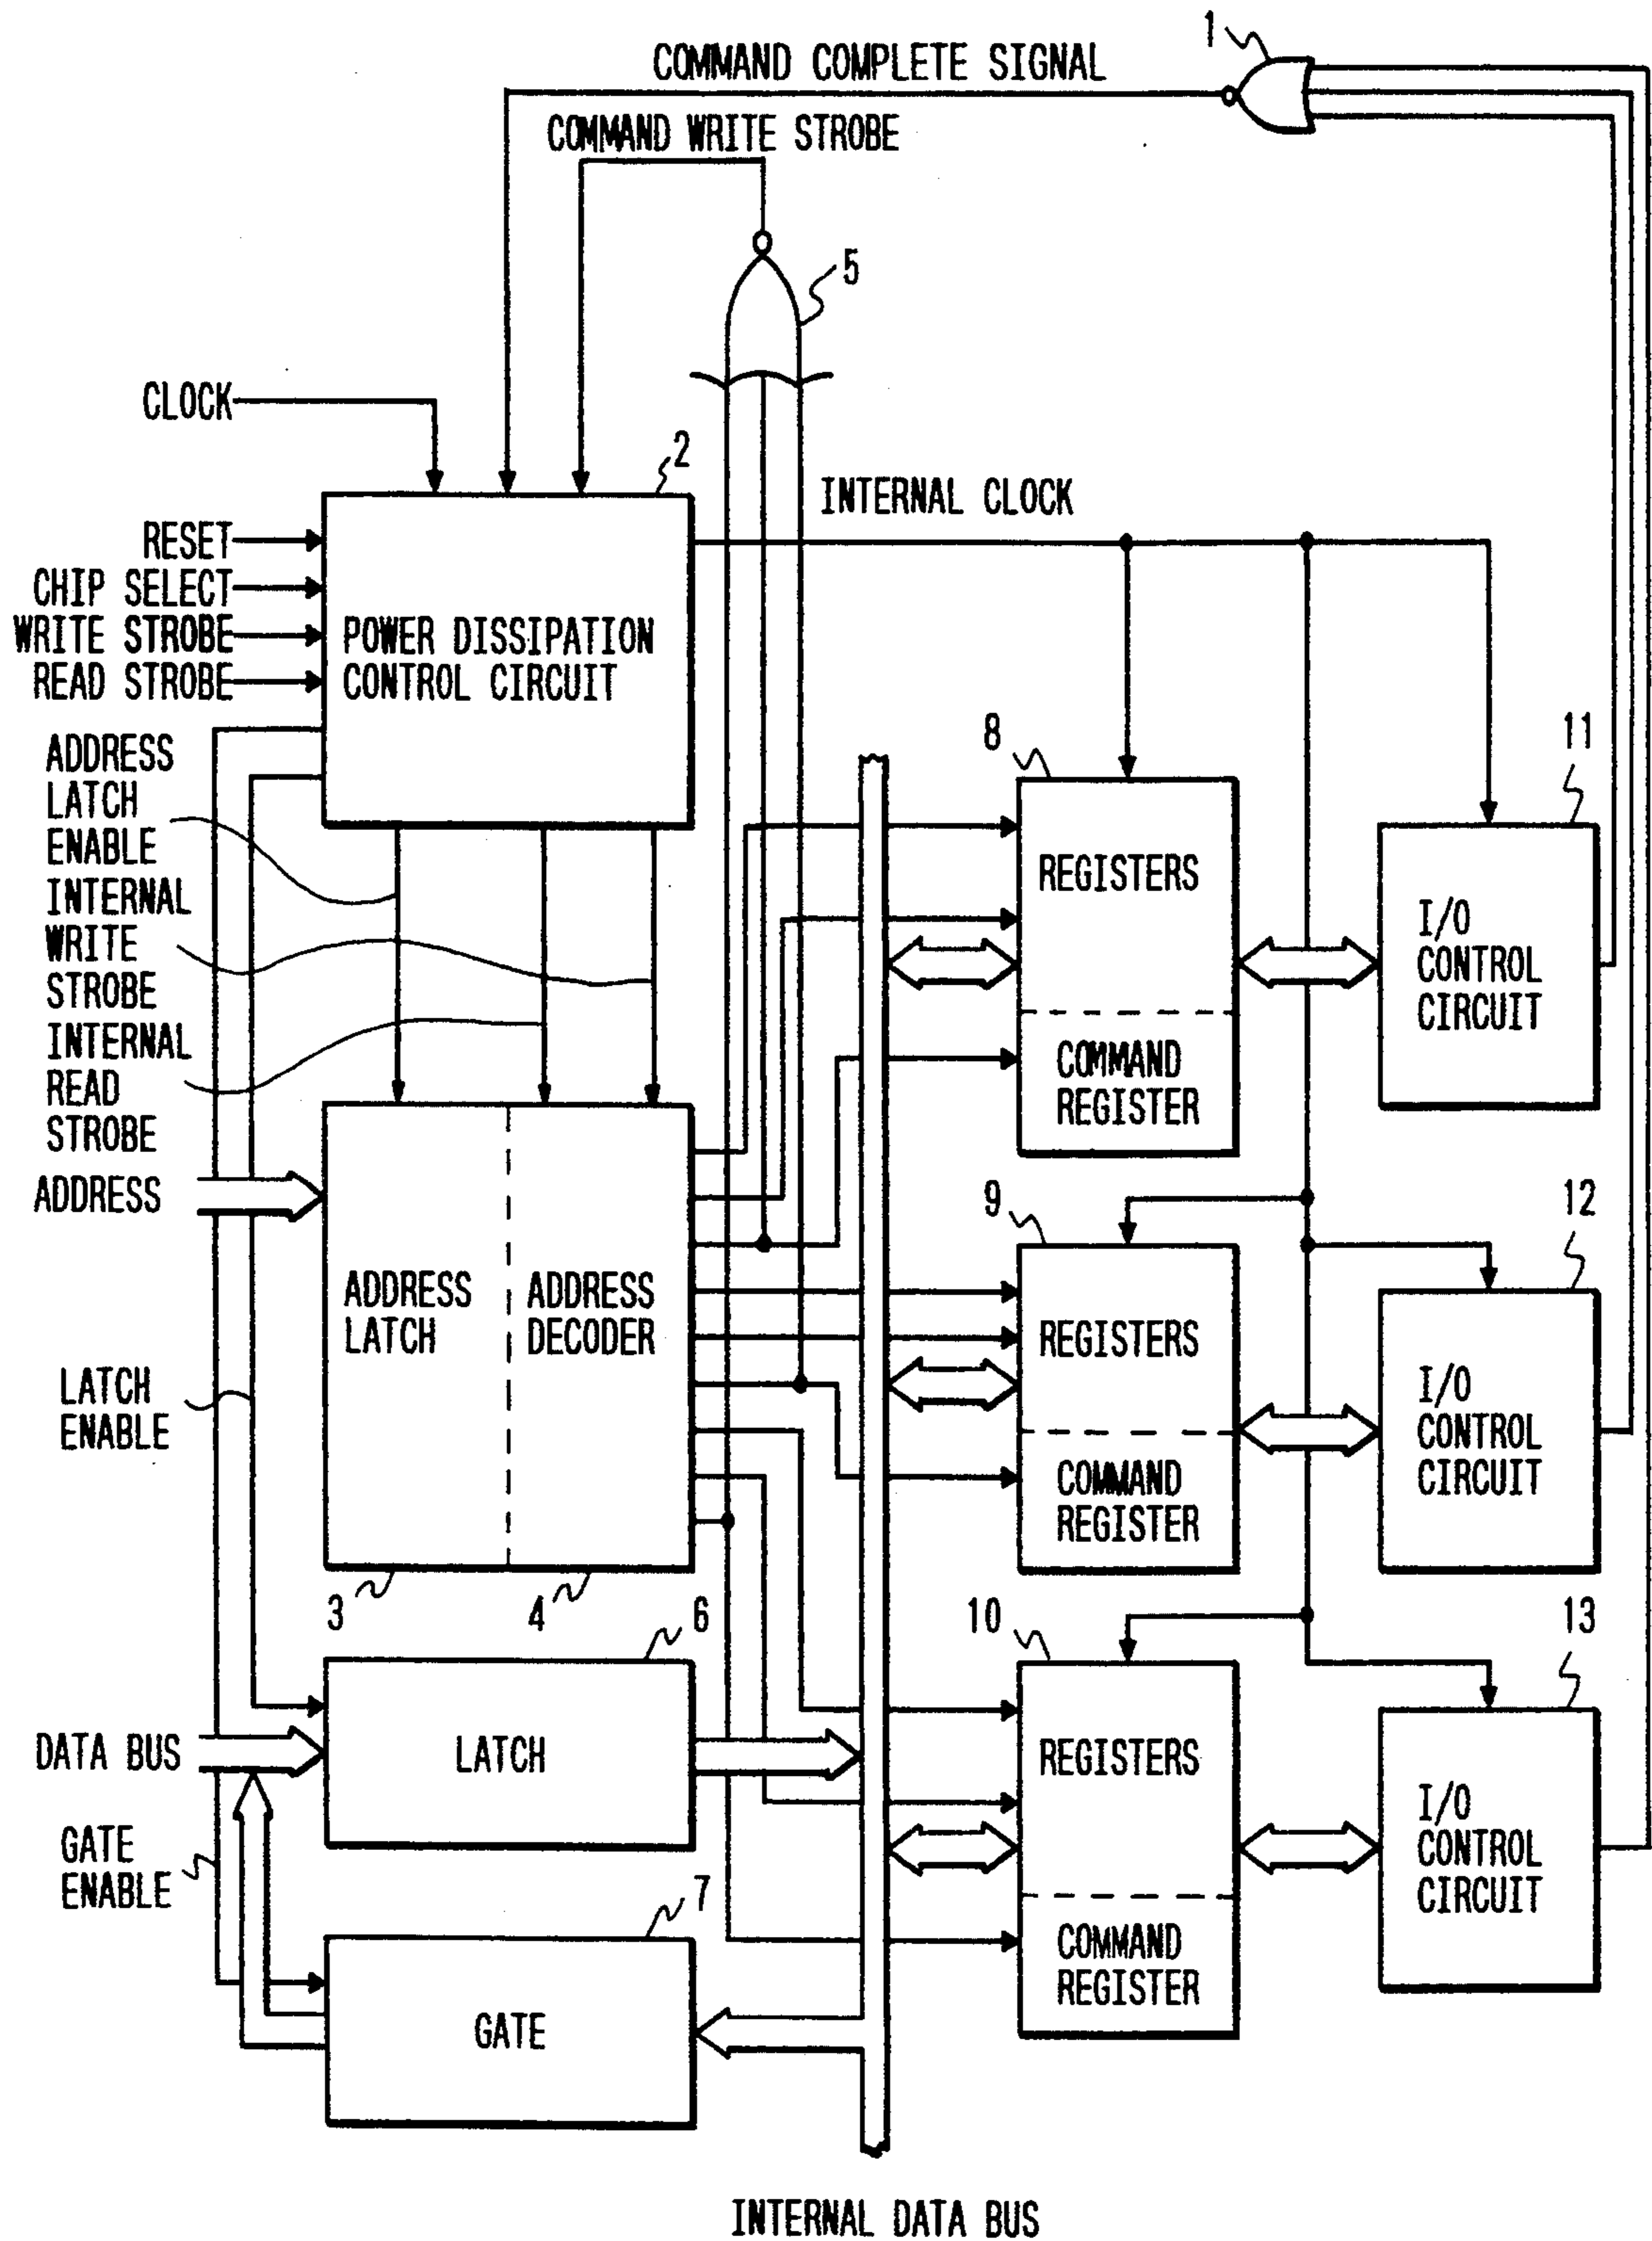 1
COMMAND COMPLETE SIGNAL
COMMAND WRITE STROBE
5
CLOCK
2
INTERNAL CLOCK
RESET
CHIP SELECT
WRITE STROBE
READ STROBE
POWER DISSIPATION
CONTROL CIRCUIT
ADDRESS
LATCH
ENABLE
INTERNAL
WRITE
STROBE
INTERNAL
READ
STROBE
ADDRESS
8
REGISTERS
COMMAND
REGISTER
11
I/O
CONTROL
CIRCUIT
ADDRESS
LATCH
ADDRESS
DECODER
9
REGISTERS
COMMAND
REGISTER
12
I/O
CONTROL
CIRCUIT
LATCH
ENABLE
3
4
6
10
REGISTERS
COMMAND
REGISTER
13
I/O
CONTROL
CIRCUIT
DATA BUS
LATCH
GATE
ENABLE
7
GATE
INTERNAL DATA BUS